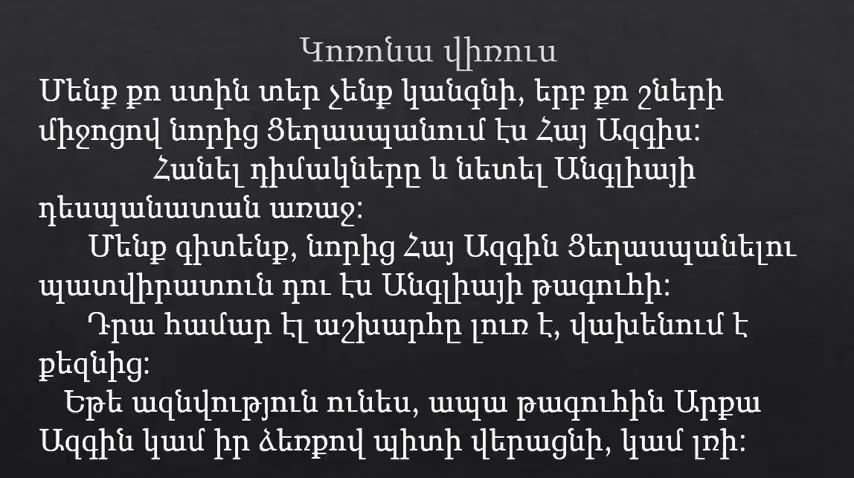 Կոռոնա վիռուս
Մենք քո ստին տեր չենք կանգնի, երբ քո շների
միջոցով նորից Ցեղասպանում էս Հայ Ազգիս:
Հանել դիմակները և նետել Անգլիայի
դեսպանատան առաջ:
Մենք գիտենք, նորից Հայ Ազգին Ցեղասպանելու
պատվիրատուն դու էս Անգլիայի թագուհի:
Դրա համար էլ աշխարհը լուռ է, վախենում է
քեզնից:
Եթե ազնվություն ունես, ապա թագուհին Արքա
Ազգին կամ իր ձեռքով պիտի վերացնի, կամ լռի: